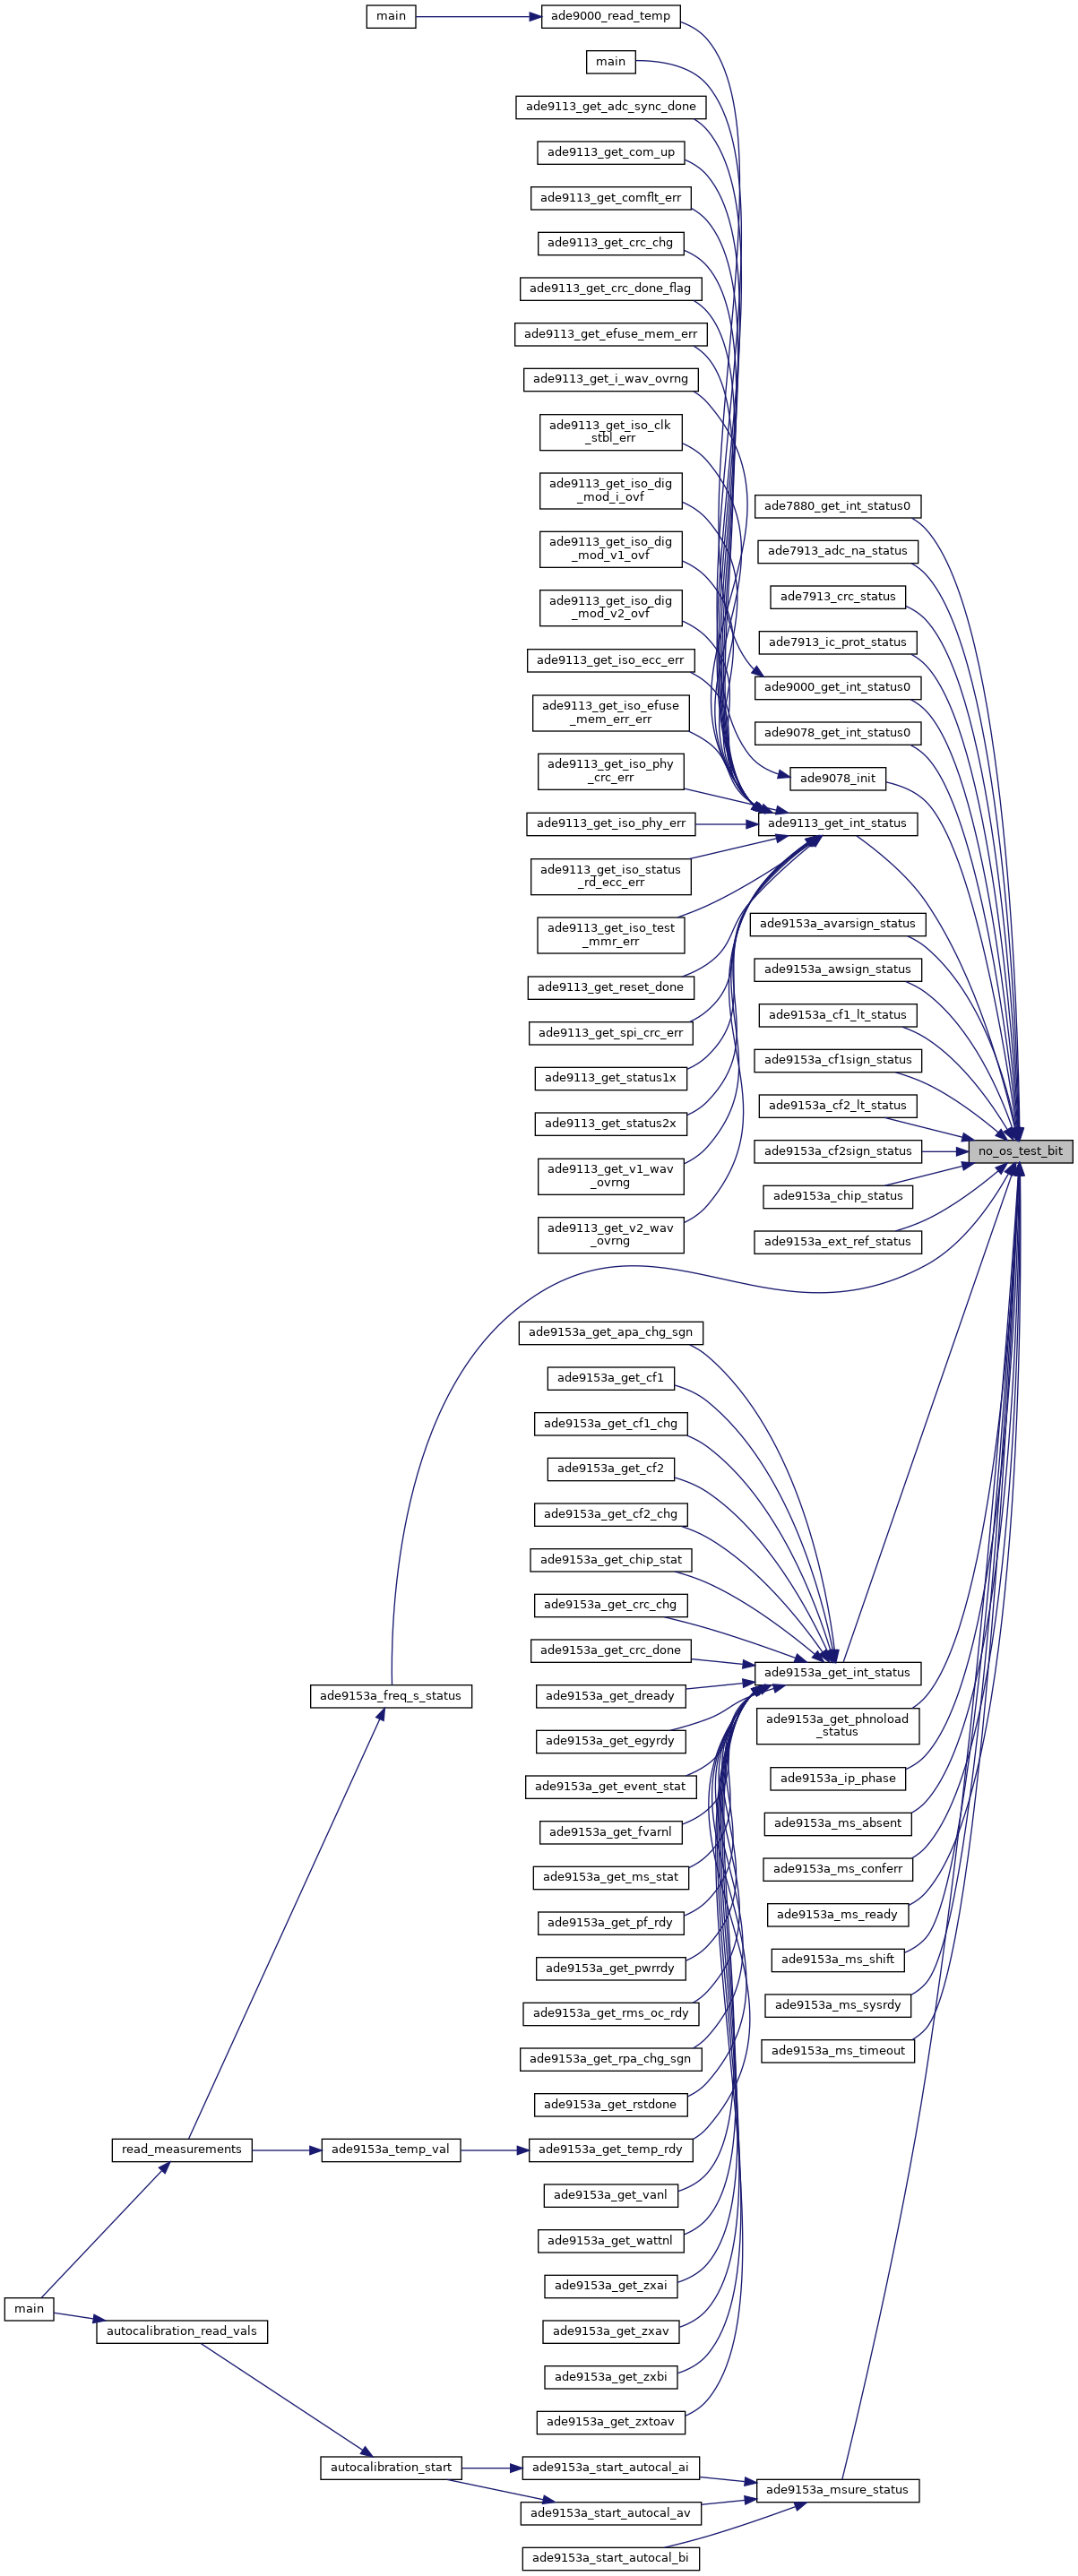 main
ade9000_read_temp
main
ade9113_get_adc_sync_done
ade9113_get_com_up
ade9113_get_comflt_err
ade9113_get_crc_chg
ade9113_get_crc_done_flag
ade9113_get_efuse_mem_err
ade9113_get_i_wav_ovrng
ade9113_get_iso_clk
_stbl_err
ade9113_get_iso_dig
_mod_i_ovf
ade9113_get_iso_dig
_mod_v1_ovf
ade9113_get_iso_dig
_mod_v2_ovf
ade9113_get_iso_ecc_err
ade9113_get_iso_efuse
_mem_err_err
ade9113_get_iso_phy
_crc_err
ade9113_get_iso_phy_err
ade9113_get_iso_status
_rd_ecc_err
ade9113_get_iso_test
_mmr_err
ade9113_get_reset_done
ade9113_get_spi_crc_err
ade9113_get_status1x
ade9113_get_status2x
ade9113_get_v1_wav
_ovrng
ade9113_get_v2_wav
_ovrng
ade7880_get_int_status0
ade7913_adc_na_status
ade7913_crc_status
ade7913_ic_prot_status
ade9000_get_int_status0
ade9078_get_int_status0
ade9078_init
ade9113_get_int_status
ade9153a_avarsign_status
ade9153a_awsign_status
ade9153a_cf1_lt_status
ade9153a_cf1sign_status
ade9153a_cf2_lt_status
no_os_test_bit
ade9153a_cf2sign_status
ade9153a_chip_status
ade9153a_ext_ref_status
ade9153a_get_apa_chg_sgn
ade9153a_get_cf1
ade9153a_get_cf1_chg
ade9153a_get_cf2
ade9153a_get_cf2_chg
ade9153a_get_chip_stat
ade9153a_get_crc_chg
ade9153a_get_crc_done
ade9153a_get_dready
ade9153a_get_egyrdy
ade9153a_get_event_stat
ade9153a_get_fvarnl
ade9153a_get_ms_stat
ade9153a_get_pf_rdy
ade9153a_get_pwrrdy
ade9153a_get_rms_oc_rdy
ade9153a_get_rpa_chg_sgn
ade9153a_get_rstdone
ade9153a_get_temp_rdy
ade9153a_get_vanl
ade9153a_get_wattnl
ade9153a_get_zxai
ade9153a_get_zxav
ade9153a_get_zxbi
ade9153a_get_zxtoav
ade9153a_get_int_status
ade9153a_get_phnoload
_status
ade9153a_ip_phase
ade9153a_ms_absent
ade9153a_ms_conferr
ade9153a_ms_ready
ade9153a_ms_shift
ade9153a_ms_sysrdy
ade9153a_ms_timeout
ade9153a_freq_s_status
read_measurements
ade9153a_temp_val
main
autocalibration_read_vals
autocalibration_start
ade9153a_start_autocal_ai
ade9153a_start_autocal_av
ade9153a_start_autocal_bi
ade9153a_msure_status